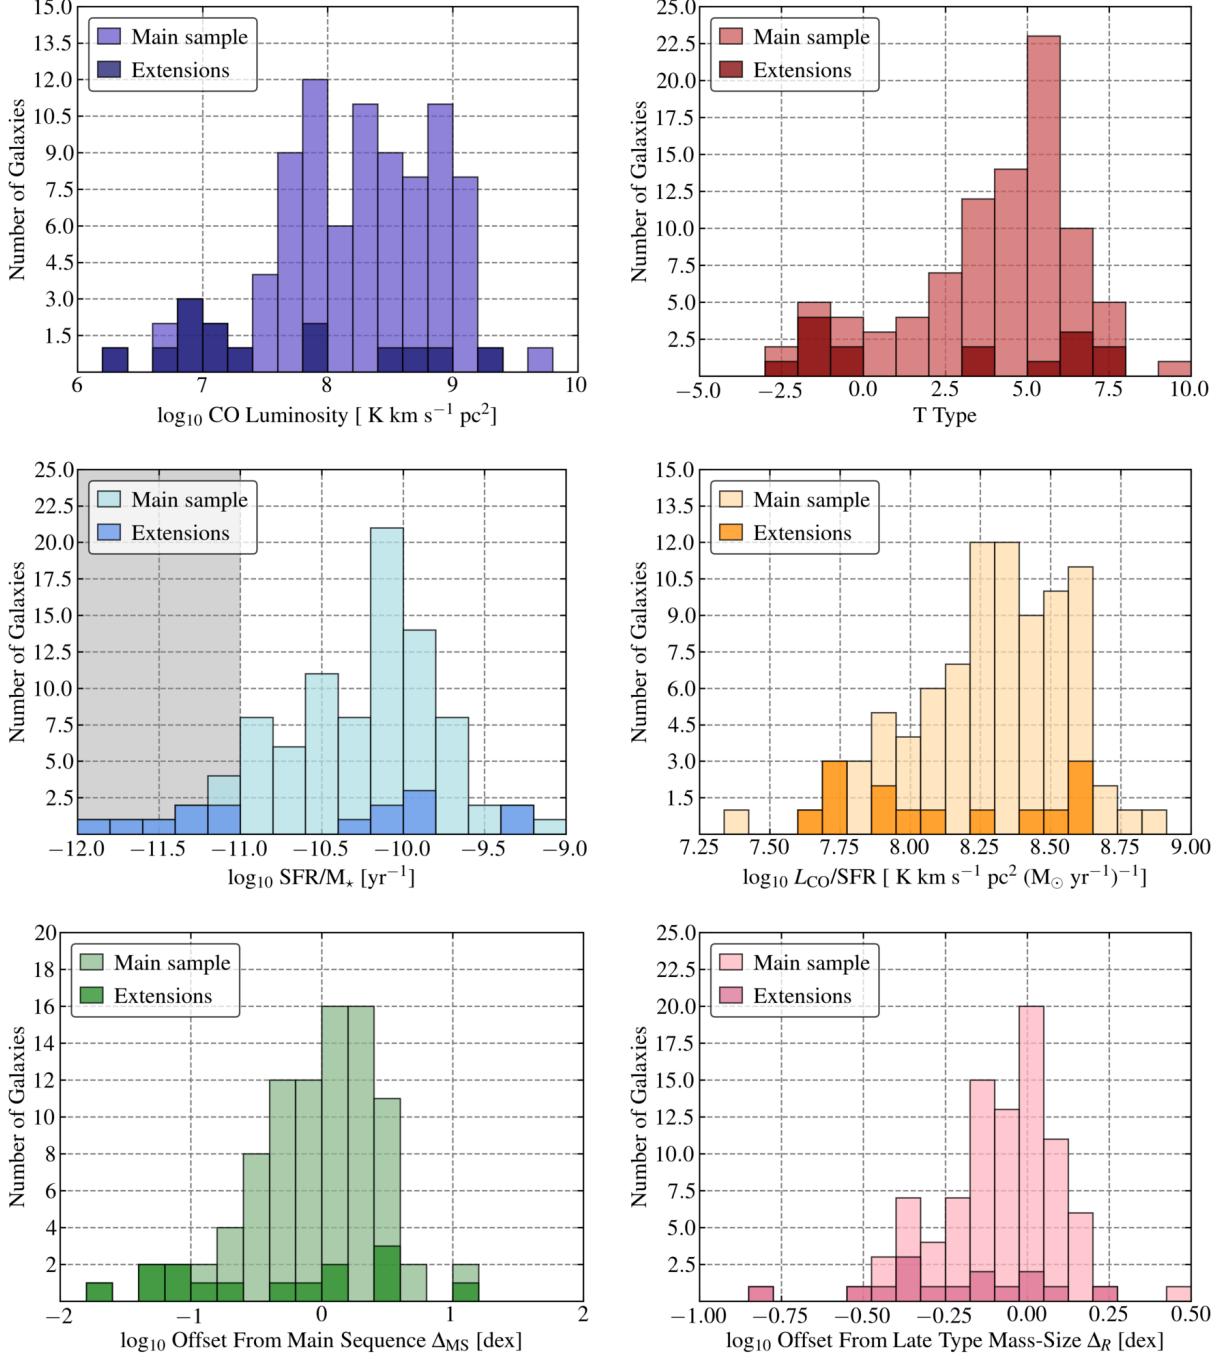 15.0
13.5
12.0
10.5
9.0
7.5
6.0
4.5
3.0
1.5
Number of Galaxies
Main sample
Extensions
6 7 8 9 10
log₁₀ CO Luminosity [ K km s⁻¹ pc²]
25.0
22.5
20.0
17.5
15.0
12.5
10.0
7.5
5.0
2.5
Number of Galaxies
Main sample
Extensions
−5.0 −2.5 0.0 2.5 5.0 7.5 10.0
T Type
25.0
22.5
20.0
17.5
15.0
12.5
10.0
7.5
5.0
2.5
Number of Galaxies
Main sample
Extensions
−12.0 −11.5 −11.0 −10.5 −10.0 −9.5 −9.0
log₁₀ SFR/M⋆ [yr⁻¹]
15.0
13.5
12.0
10.5
9.0
7.5
6.0
4.5
3.0
1.5
Number of Galaxies
Main sample
Extensions
7.25 7.50 7.75 8.00 8.25 8.50 8.75 9.00
log₁₀ L_CO/SFR [ K km s⁻¹ pc² (M⊙ yr⁻¹)⁻¹]
20
18
16
14
12
10
8
6
4
2
Number of Galaxies
Main sample
Extensions
−2 −1 0 1 2
log₁₀ Offset From Main Sequence Δ_MS [dex]
25.0
22.5
20.0
17.5
15.0
12.5
10.0
7.5
5.0
2.5
Number of Galaxies
Main sample
Extensions
−1.00 −0.75 −0.50 −0.25 0.00 0.25 0.50
log₁₀ Offset From Late Type Mass-Size Δ_R [dex]